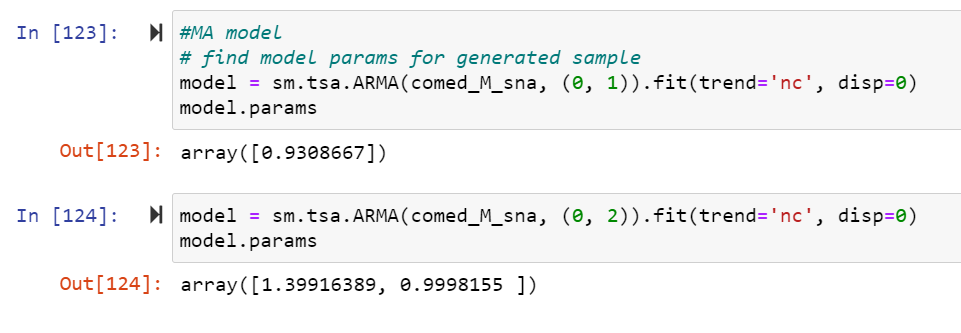 In [123]: #MA model
# find model params for generated sample
model = sm.tsa.ARMA(comed_M_sna, (0, 1)).fit(trend='nc', disp=0)
model.params
Out[123]: array([0.9308667])
In [124]: model = sm.tsa.ARMA(comed_M_sna, (0, 2)).fit(trend='nc', disp=0)
model.params
Out[124]: array([1.39916389, 0.9998155 ])